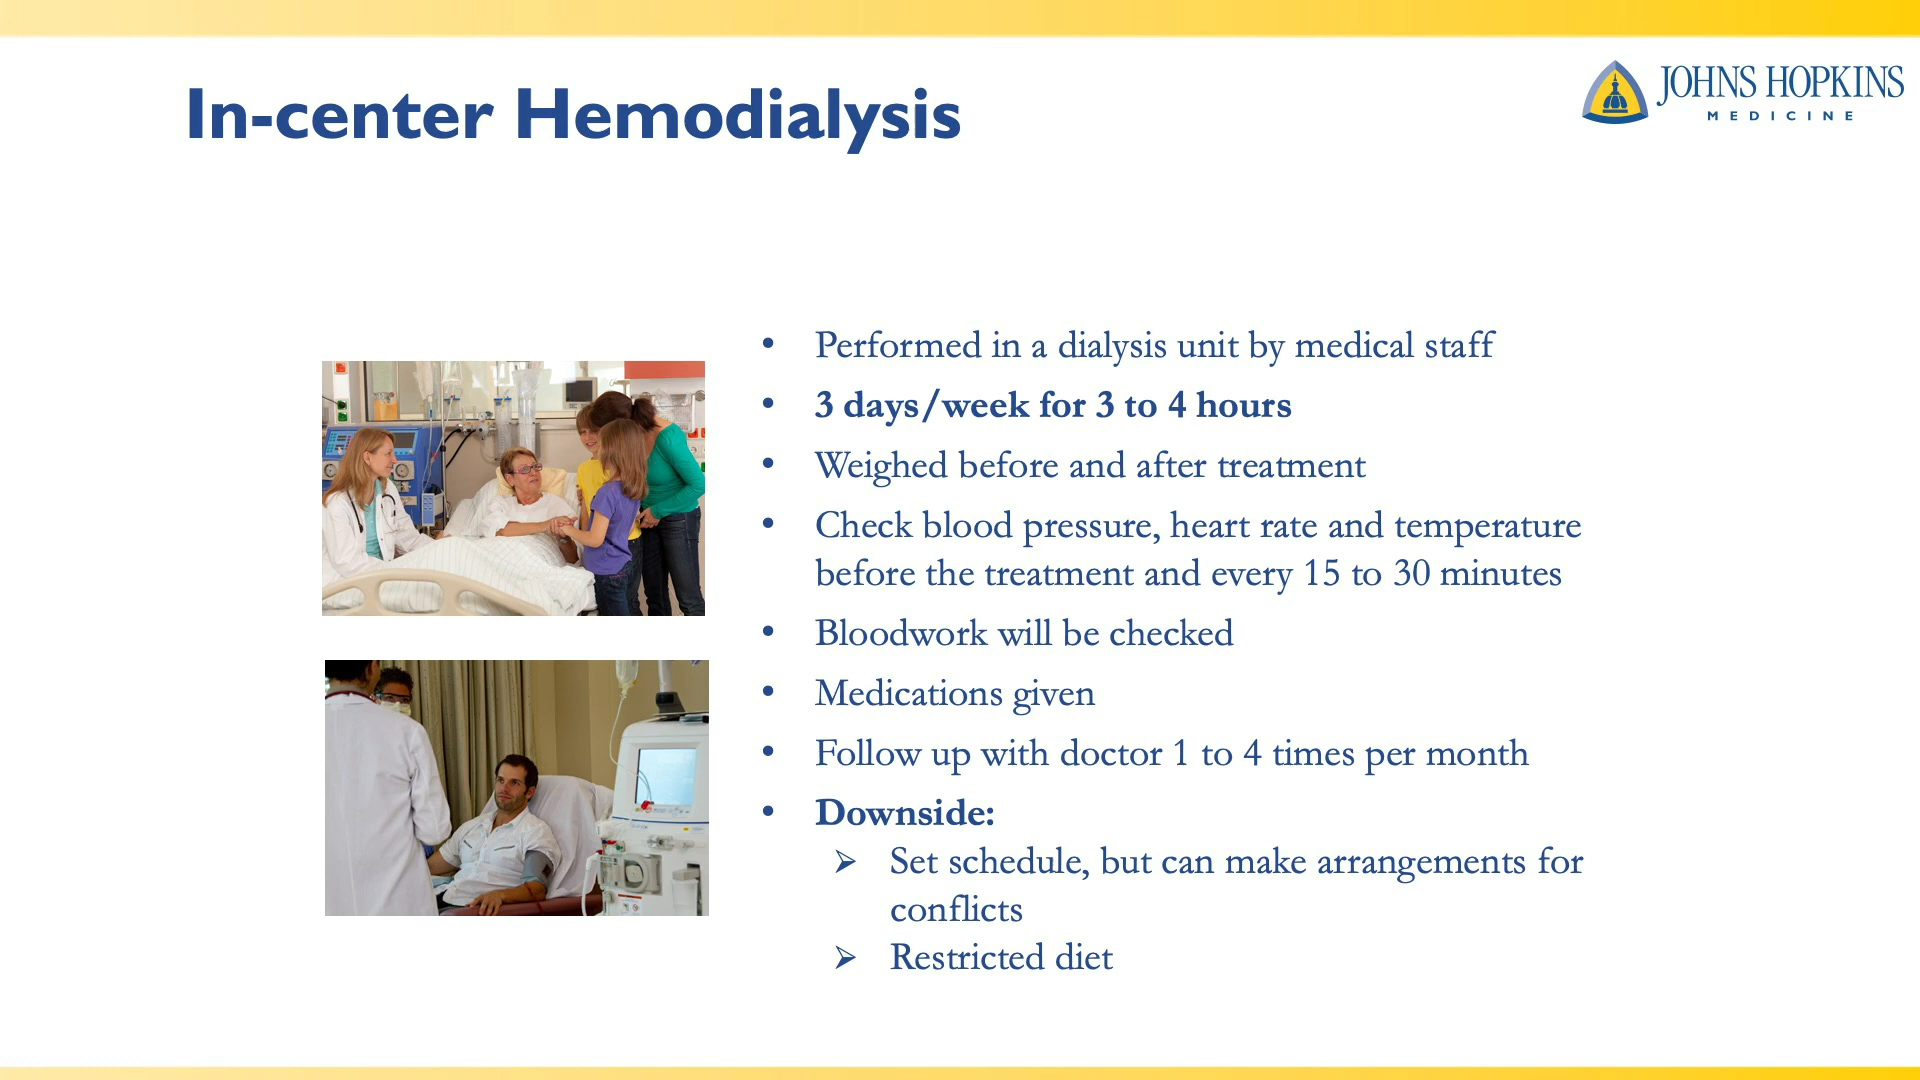 In-center Hemodialysis
JOHNS HOPKINS
MEDICINE
• Performed in a dialysis unit by medical staff
• 3 days/week for 3 to 4 hours
• Weighed before and after treatment
• Check blood pressure, heart rate and temperature
before the treatment and every 15 to 30 minutes
• Bloodwork will be checked
• Medications given
• Follow up with doctor 1 to 4 times per month
• Downside:
➢ Set schedule, but can make arrangements for
conflicts
➢ Restricted diet